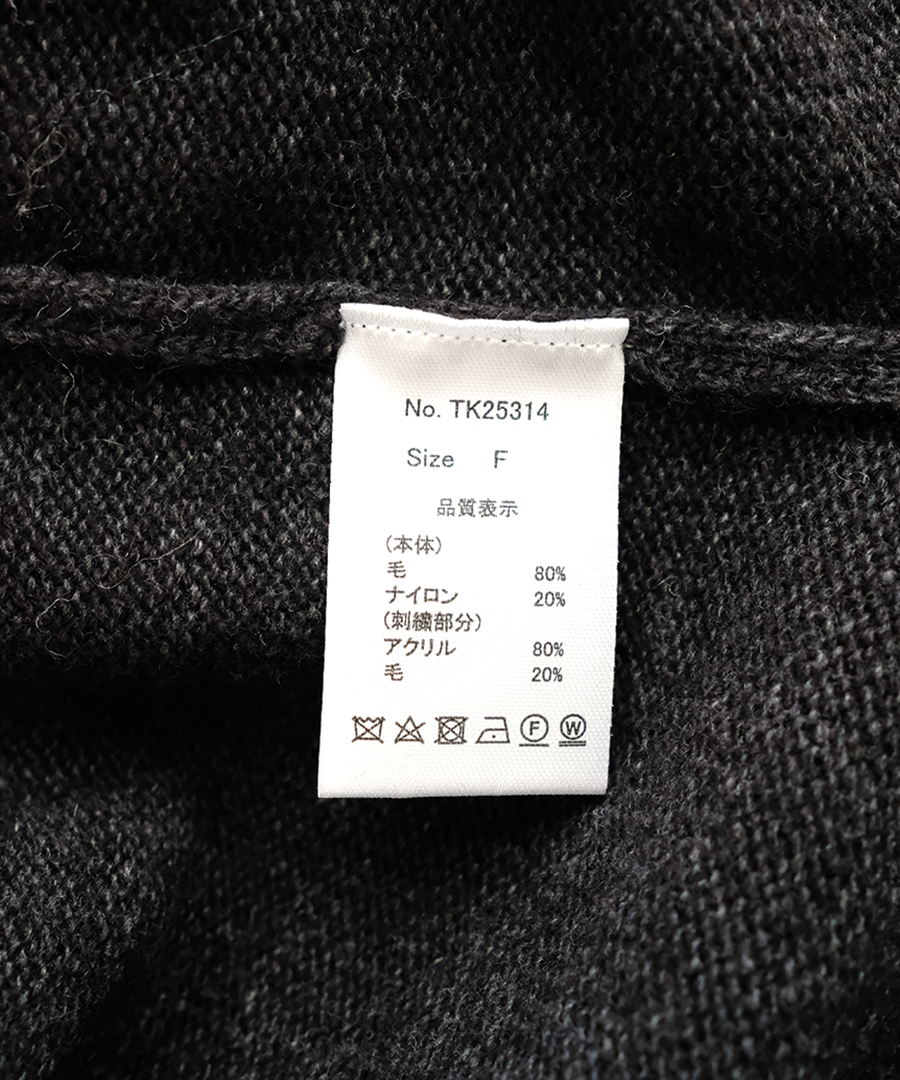 No. TK25314
Size F
品質表示
(本体)
毛 80%
ナイロン 20%
(刺繍部分)
アクリル 80%
毛 20%
F W